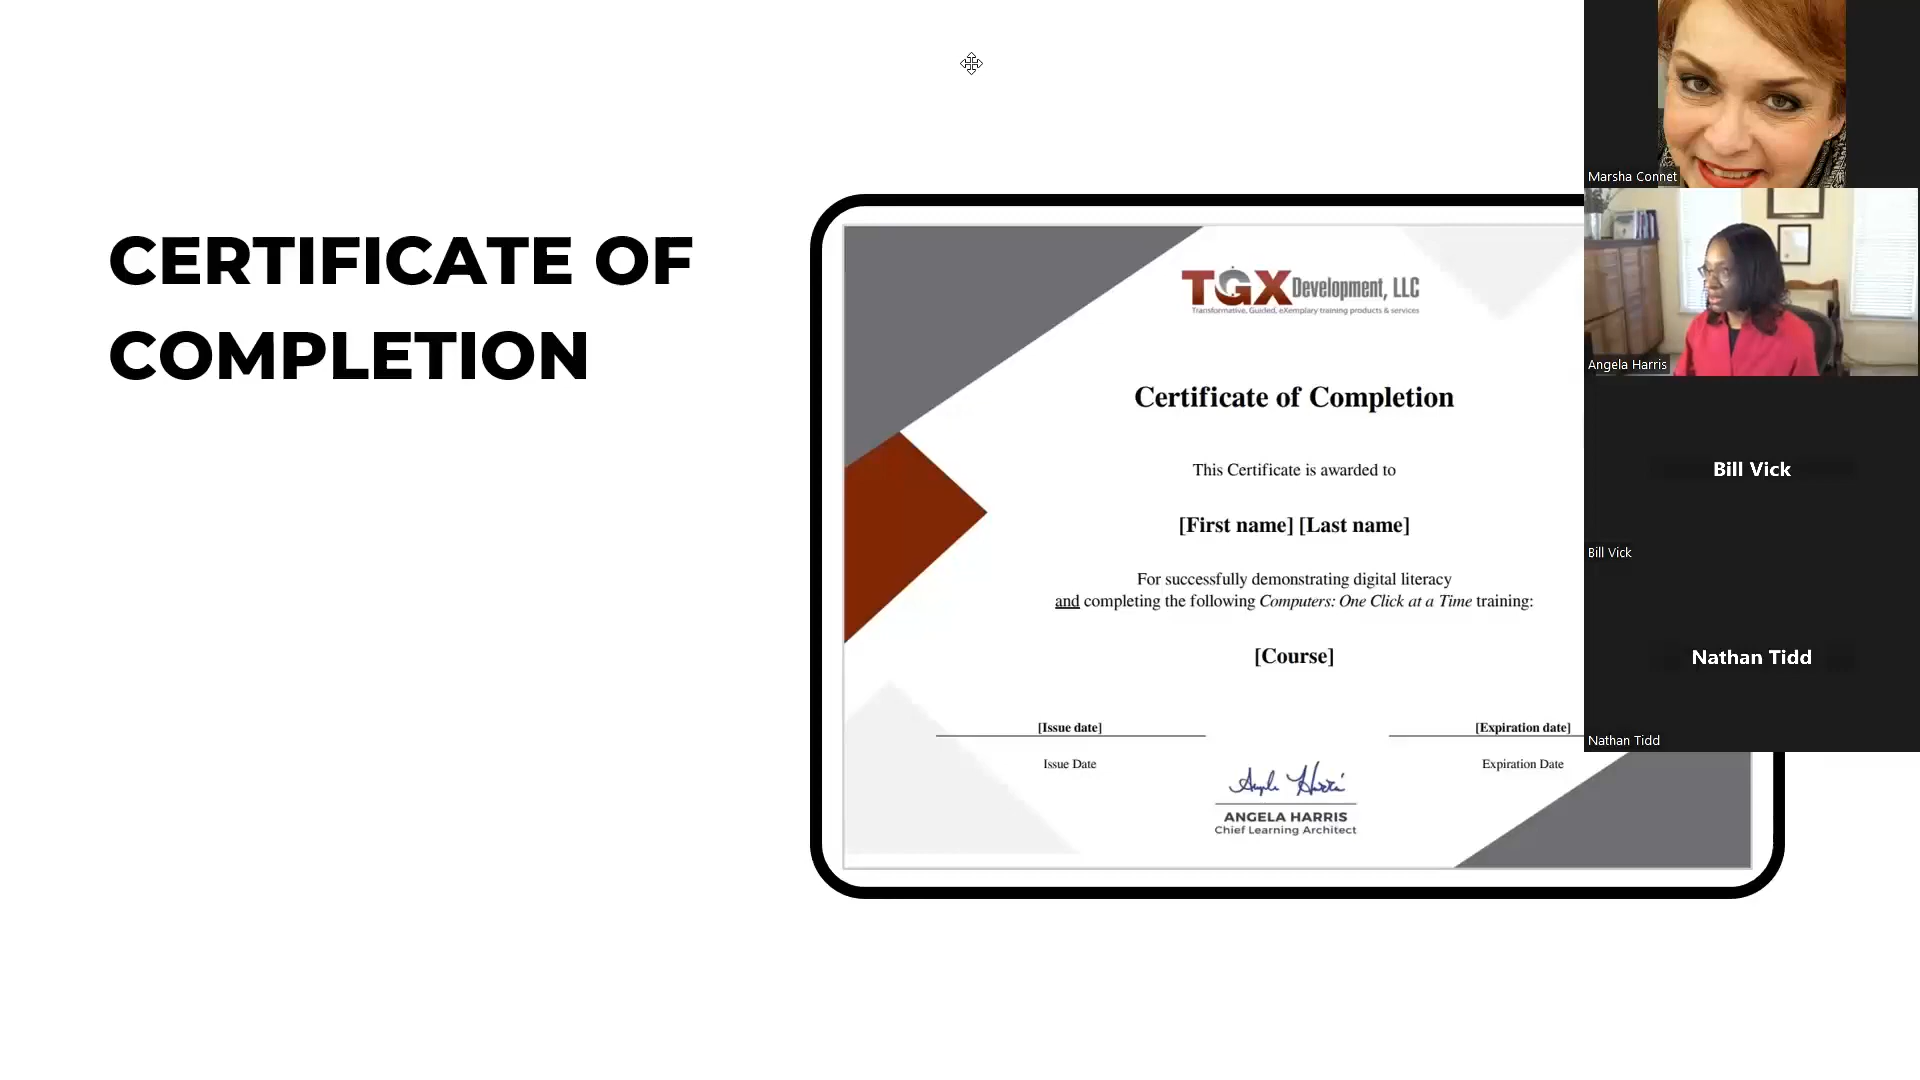 CERTIFICATE OF
COMPLETION
TGX Development, LLC
Transformative, Guided, eXemplary training products & services
Certificate of Completion
This Certificate is awarded to
[First name] [Last name]
For successfully demonstrating digital literacy
and completing the following Computers: One Click at a Time training:
[Course]
[Issue date]
[Expiration date]
Issue Date
Expiration Date
Angela Harris
ANGELA HARRIS
Chief Learning Architect
Marsha Connet
Angela Harris
Bill Vick
Bill Vick
Nathan Tidd
Nathan Tidd